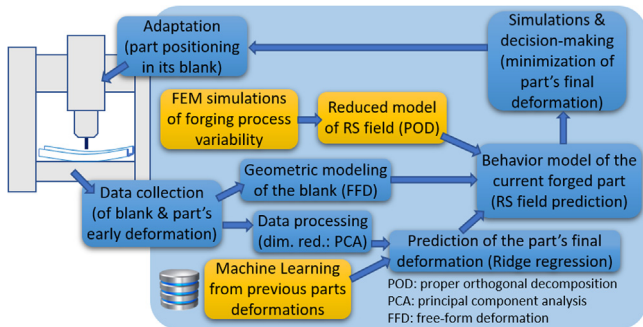 Adaptation
(part positioning
in its blank)
Simulations &
decision-making
(minimization of
part's final
deformation)
FEM simulations
of forging process
variability
Reduced model
of RS field (POD)
Behavior model of the
current forged part
(RS field prediction)
Geometric modeling
of the blank (FFD)
Data collection
(of blank & part's
early deformation)
Data processing
(dim. red.: PCA)
Prediction of the part's final
deformation (Ridge regression)
Machine Learning
from previous parts
deformations
POD: proper orthogonal decomposition
PCA: principal component analysis
FFD: free-form deformation